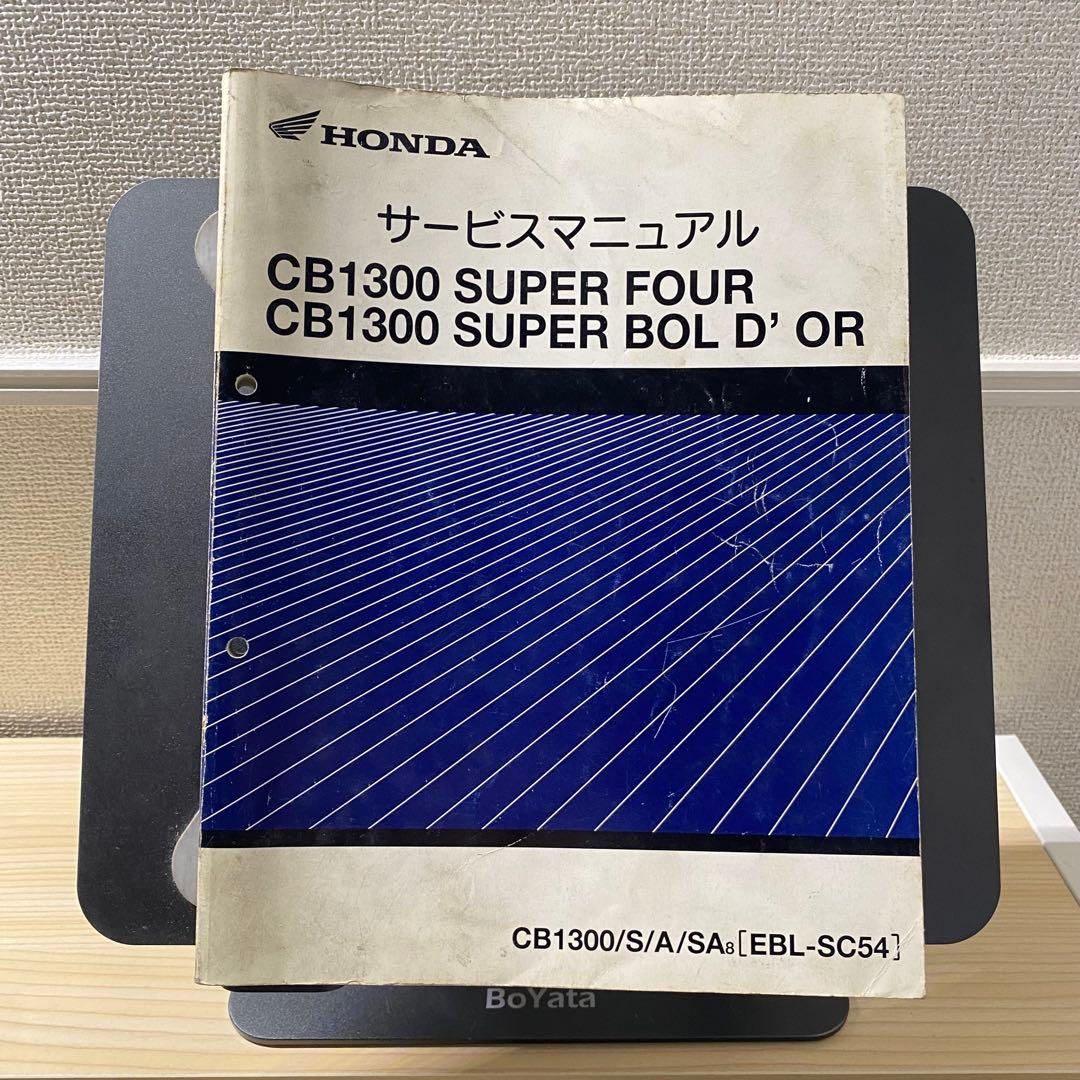 HONDA
サービスマニュアル
CB1300 SUPER FOUR
CB1300 SUPER BOL D' OR
CB1300/S/A/SA8[EBL-SC54]
BoYata